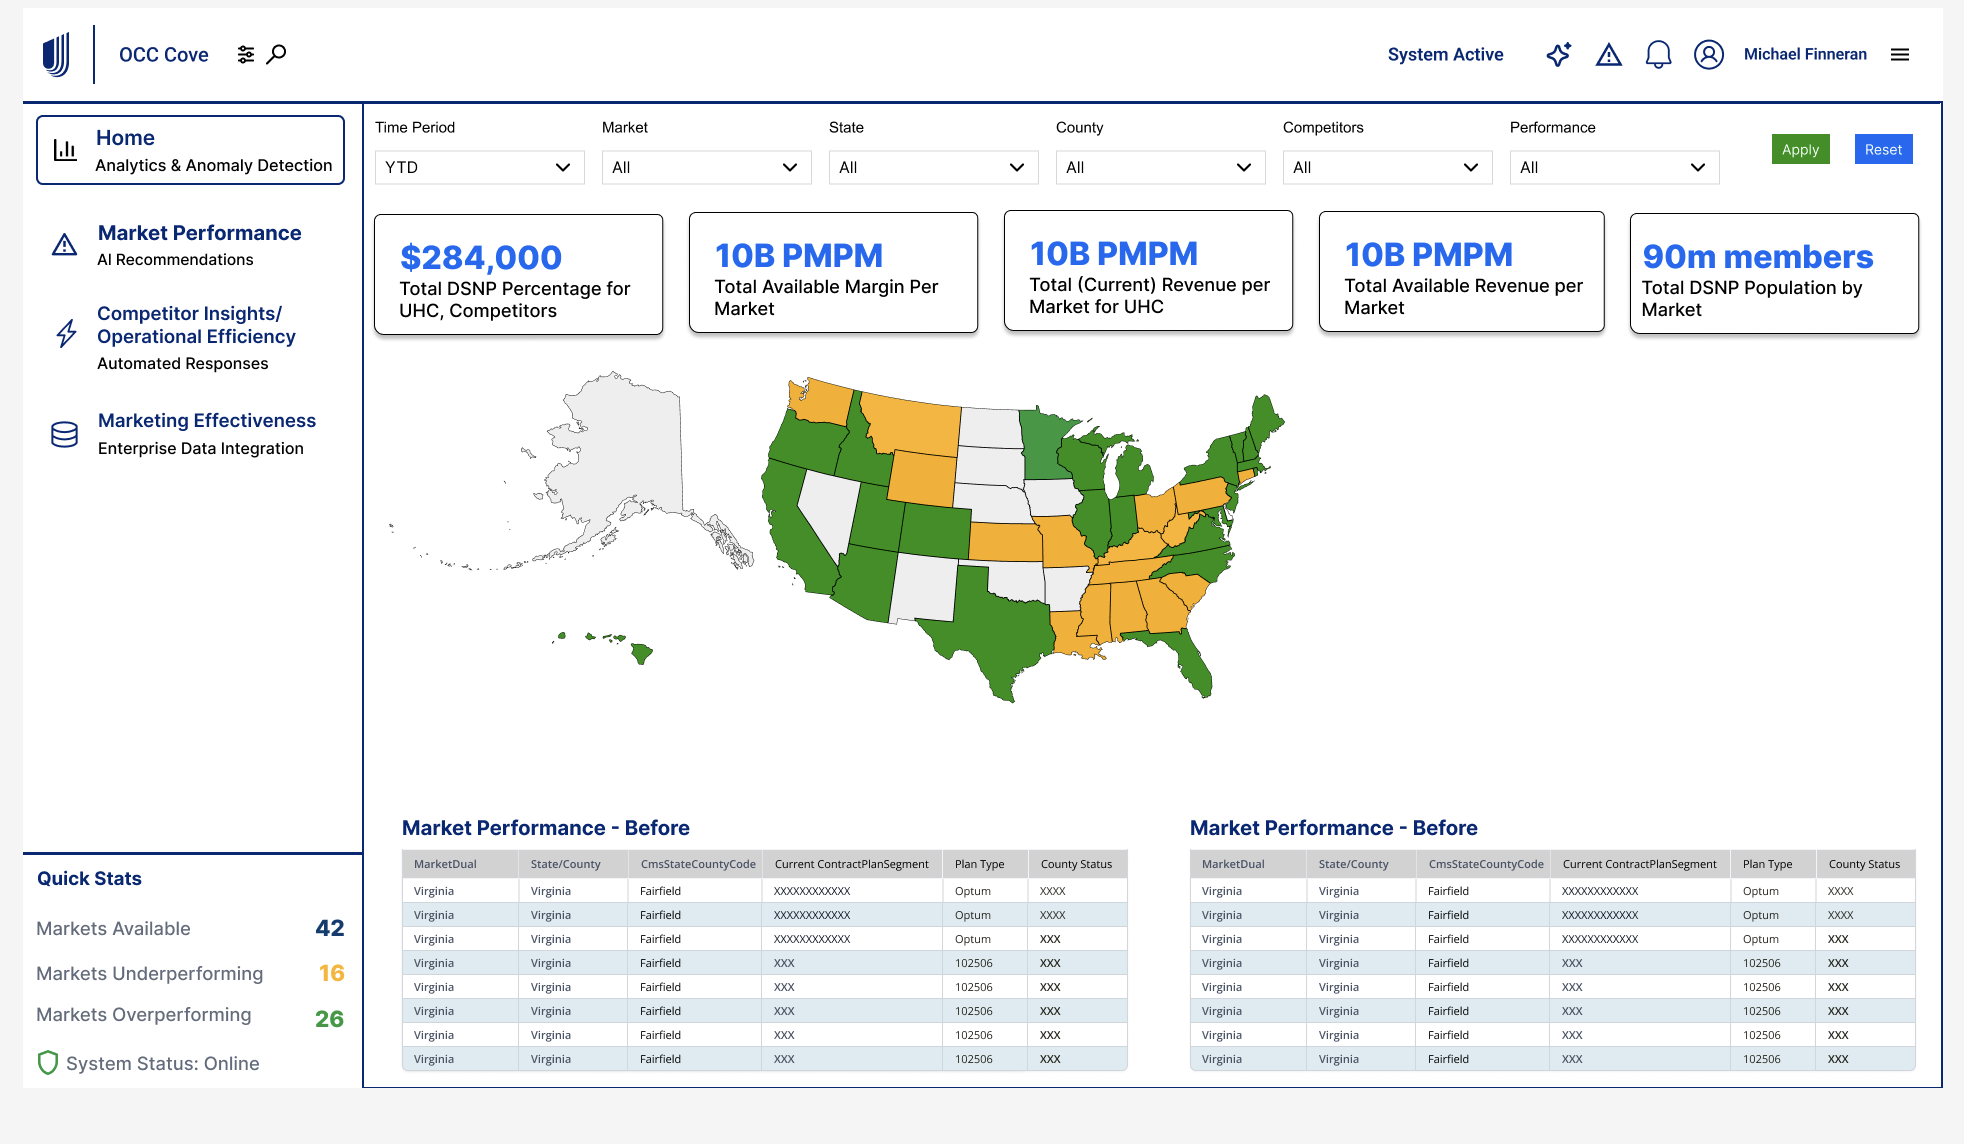 OCC Cove
System Active
Michael Finneran
Home
Analytics & Anomaly Detection
Market Performance
AI Recommendations
Competitor Insights/
Operational Efficiency
Automated Responses
Marketing Effectiveness
Enterprise Data Integration
Quick Stats
Markets Available 42
Markets Underperforming 16
Markets Overperforming 26
System Status: Online
Time Period Market State County Competitors Performance
YTD All All All All All Apply Reset
$284,000
Total DSNP Percentage for
UHC, Competitors
10B PMPM
Total Available Margin Per
Market
10B PMPM
Total (Current) Revenue per
Market for UHC
10B PMPM
Total Available Revenue per
Market
90m members
Total DSNP Population by
Market
Market Performance - Before
MarketDual State/County CmsStateCountyCode Current ContractPlanSegment Plan Type County Status
Virginia Virginia Fairfield XXXXXXXXXXXX Optum XXXX
Virginia Virginia Fairfield XXXXXXXXXXXX Optum XXXX
Virginia Virginia Fairfield XXXXXXXXXXXX Optum XXX
Virginia Virginia Fairfield XXX 102506 XXX
Virginia Virginia Fairfield XXX 102506 XXX
Virginia Virginia Fairfield XXX 102506 XXX
Virginia Virginia Fairfield XXX 102506 XXX
Virginia Virginia Fairfield XXX 102506 XXX
Market Performance - Before
MarketDual State/County CmsStateCountyCode Current ContractPlanSegment Plan Type County Status
Virginia Virginia Fairfield XXXXXXXXXXXX Optum XXXX
Virginia Virginia Fairfield XXXXXXXXXXXX Optum XXXX
Virginia Virginia Fairfield XXXXXXXXXXXX Optum XXX
Virginia Virginia Fairfield XXX 102506 XXX
Virginia Virginia Fairfield XXX 102506 XXX
Virginia Virginia Fairfield XXX 102506 XXX
Virginia Virginia Fairfield XXX 102506 XXX
Virginia Virginia Fairfield XXX 102506 XXX